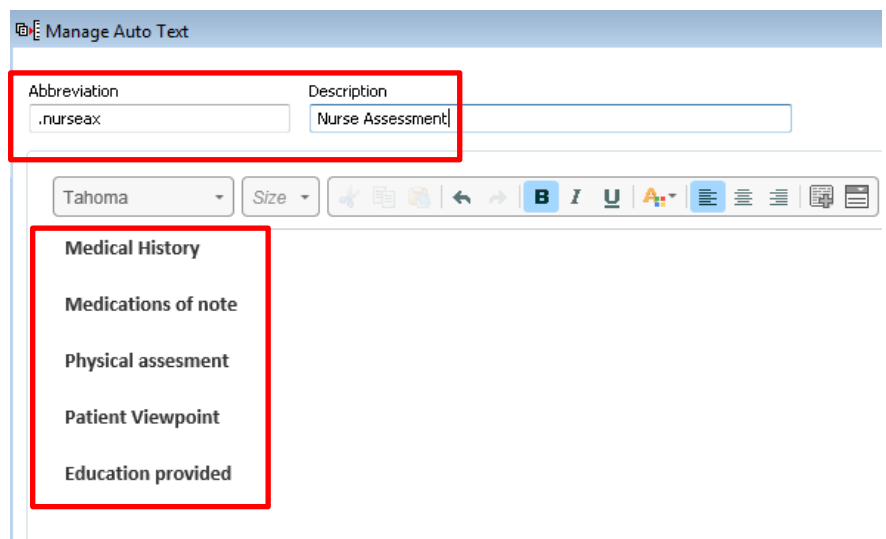 Manage Auto Text
Abbreviation Description
.nurseax Nurse Assessment
Tahoma Size B I U A
Medical History
Medications of note
Physical assesment
Patient Viewpoint
Education provided